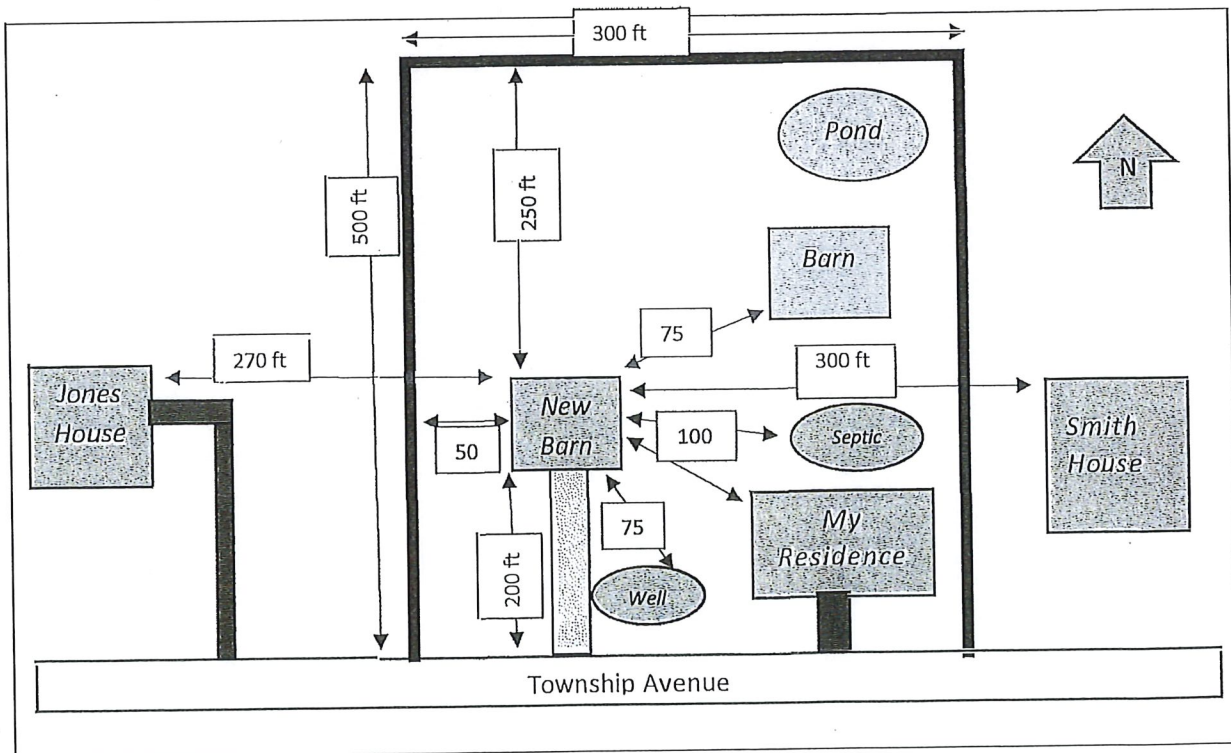 300 ft
Pond
N
500 ft
250 ft
Barn
75
270 ft
300 ft
Jones
House
New
Barn
50
100
Septic
Smith
House
My
Residence
75
200 ft
Well
Township Avenue